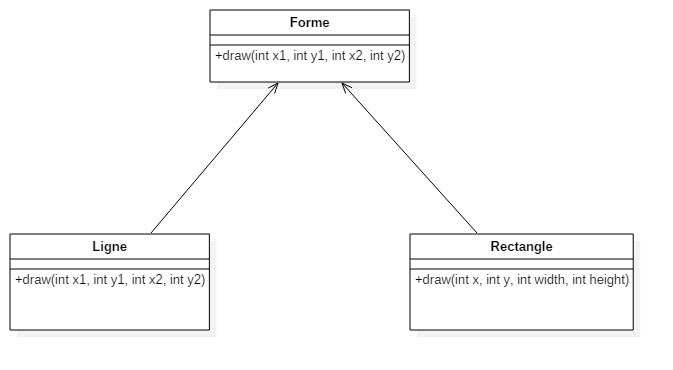 Forme
+draw(int x1, int y1, int x2, int y2)
Ligne
+draw(int x1, int y1, int x2, int y2)
Rectangle
+draw(int x, int y, int width, int height)